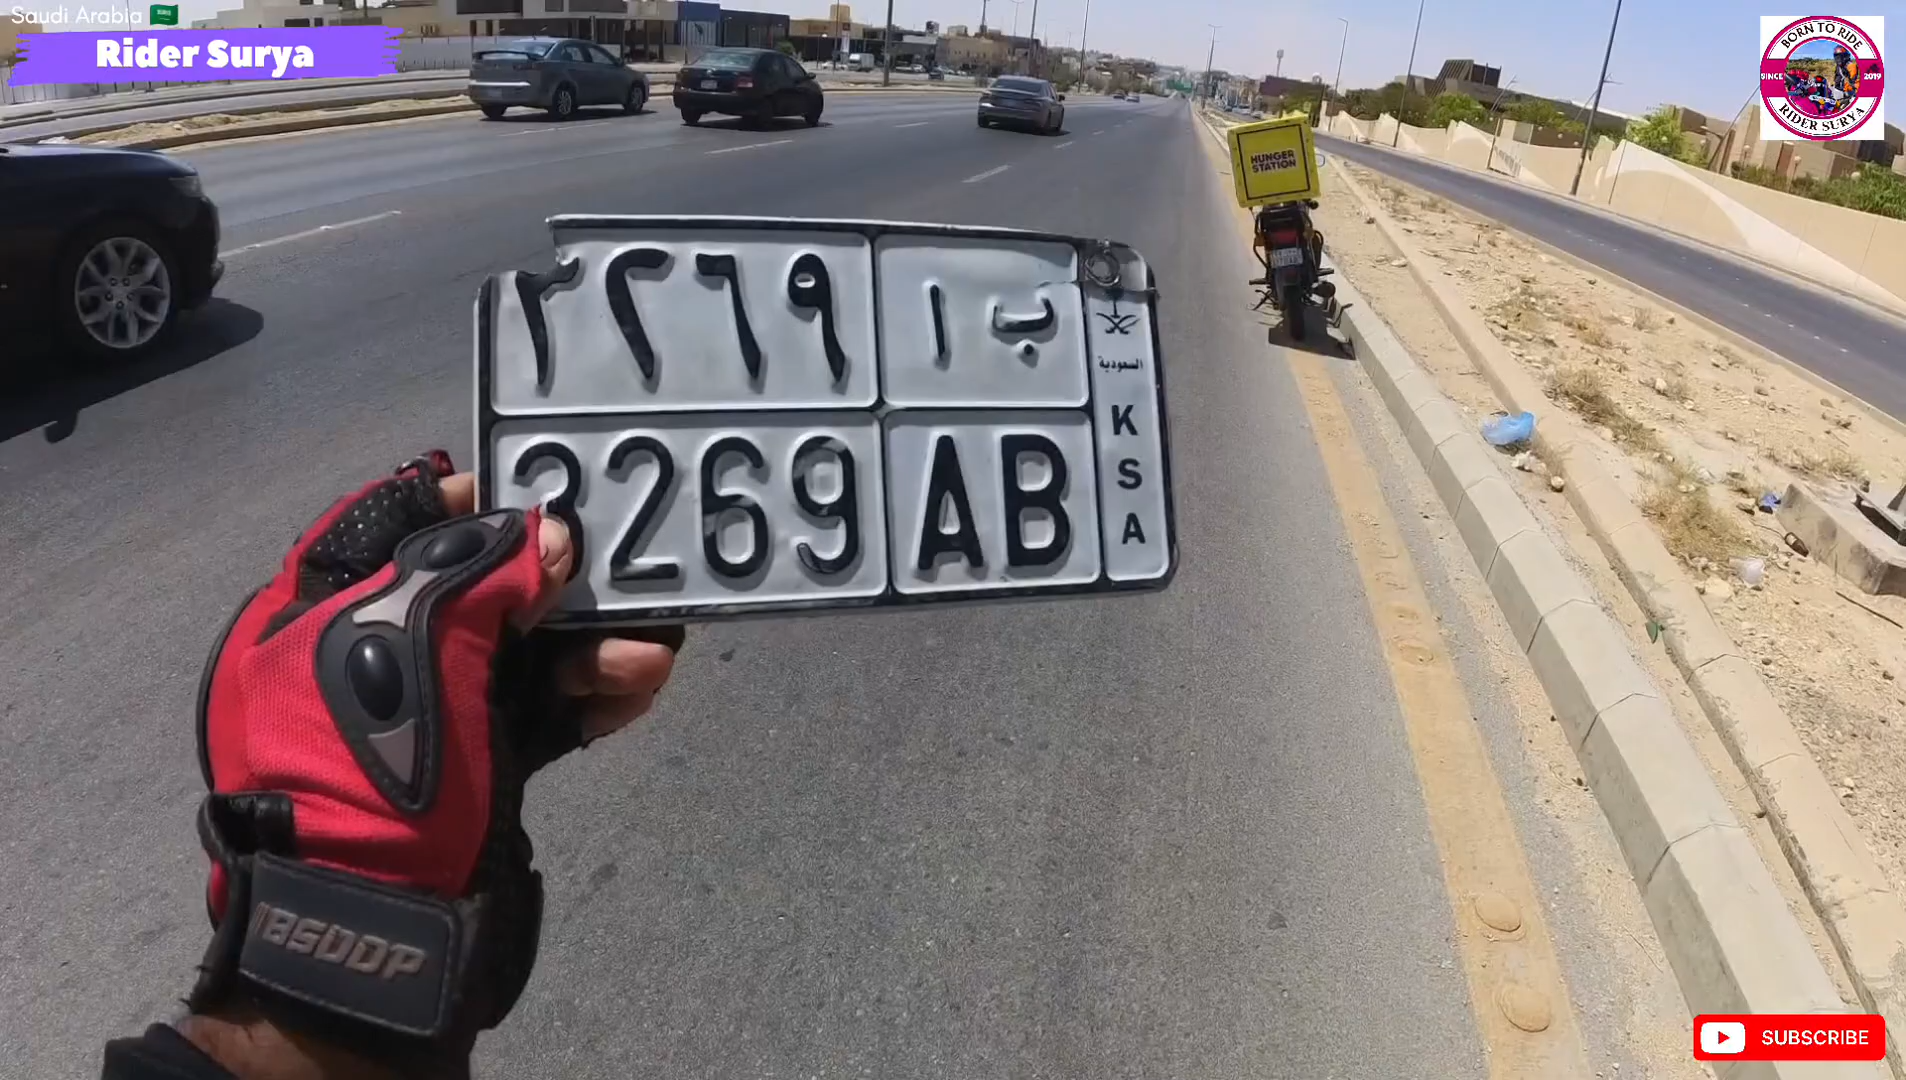 Saudi Arabia
Rider Surya
BORN TO RIDE
SINCE 2019
RIDER SURYA
HUNGER
STATION
٣٢٦٩ ا ب
السعودية
3269 AB
K
S
A
BSDDP
SUBSCRIBE